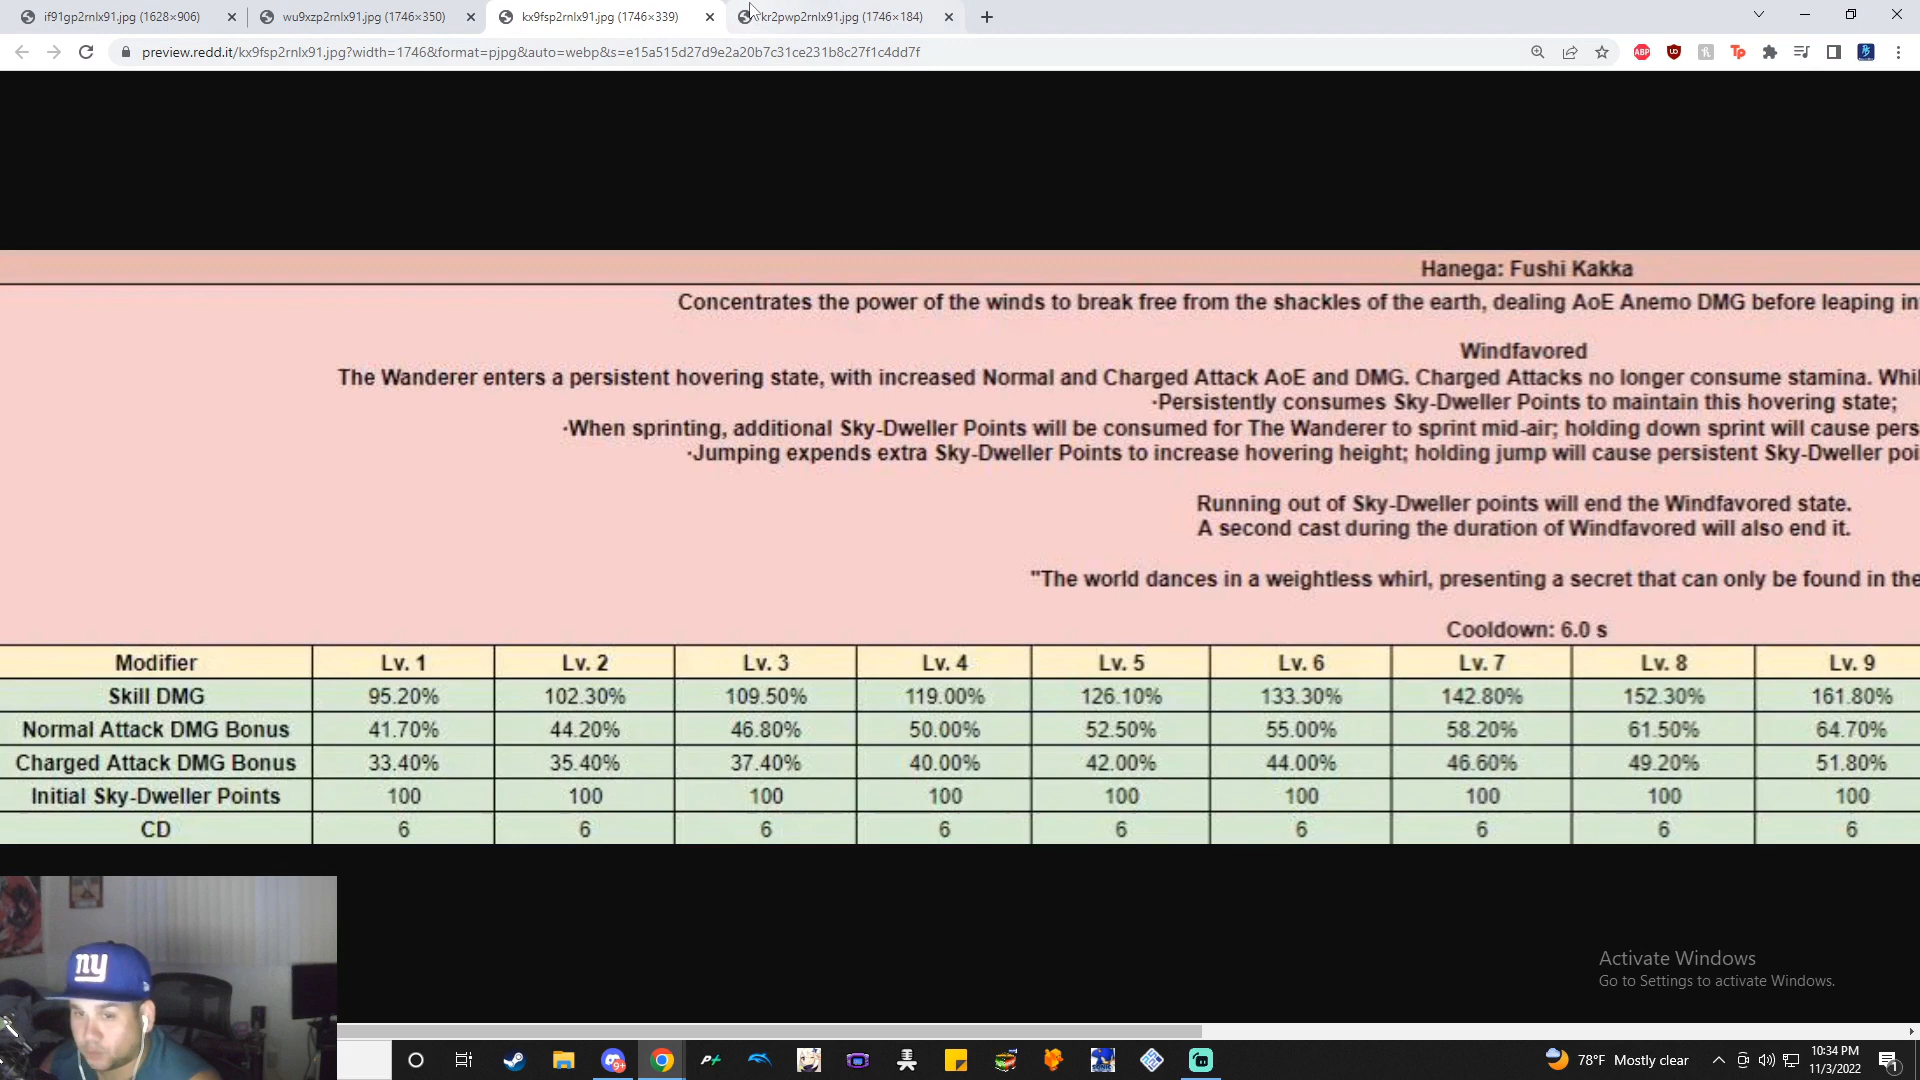 if91gp2rnlx91.jpg (1628×906)
wu9xzp2rnlx91.jpg (1746×350)
kx9fsp2rnlx91.jpg (1746×339)
kr2pwp2rnlx91.jpg (1746×184)
preview.redd.it/kx9fsp2rnlx91.jpg?width=1746&format=pjpg&auto=webp&s=e15a515d27d9e2a20b7c31ce231b8c27f1c4dd7f
ABP
Hanega: Fushi Kakka
Concentrates the power of the winds to break free from the shackles of the earth, dealing AoE Anemo DMG before leaping in
Windfavored
The Wanderer enters a persistent hovering state, with increased Normal and Charged Attack AoE and DMG. Charged Attacks no longer consume stamina. Whil
·Persistently consumes Sky-Dweller Points to maintain this hovering state;
·When sprinting, additional Sky-Dweller Points will be consumed for The Wanderer to sprint mid-air; holding down sprint will cause pers
·Jumping expends extra Sky-Dweller Points to increase hovering height; holding jump will cause persistent Sky-Dweller poi
Running out of Sky-Dweller points will end the Windfavored state.
A second cast during the duration of Windfavored will also end it.
"The world dances in a weightless whirl, presenting a secret that can only be found in the
Cooldown: 6.0 s
Modifier Lv. 1 Lv. 2 Lv. 3 Lv. 4 Lv. 5 Lv. 6 Lv. 7 Lv. 8 Lv. 9
Skill DMG 95.20% 102.30% 109.50% 119.00% 126.10% 133.30% 142.80% 152.30% 161.80%
Normal Attack DMG Bonus 41.70% 44.20% 46.80% 50.00% 52.50% 55.00% 58.20% 61.50% 64.70%
Charged Attack DMG Bonus 33.40% 35.40% 37.40% 40.00% 42.00% 44.00% 46.60% 49.20% 51.80%
Initial Sky-Dweller Points 100 100 100 100 100 100 100 100 100
CD 6 6 6 6 6 6 6 6 6
ny
Activate Windows
Go to Settings to activate Windows.
9+
78°F Mostly clear
10:34 PM
11/3/2022
1